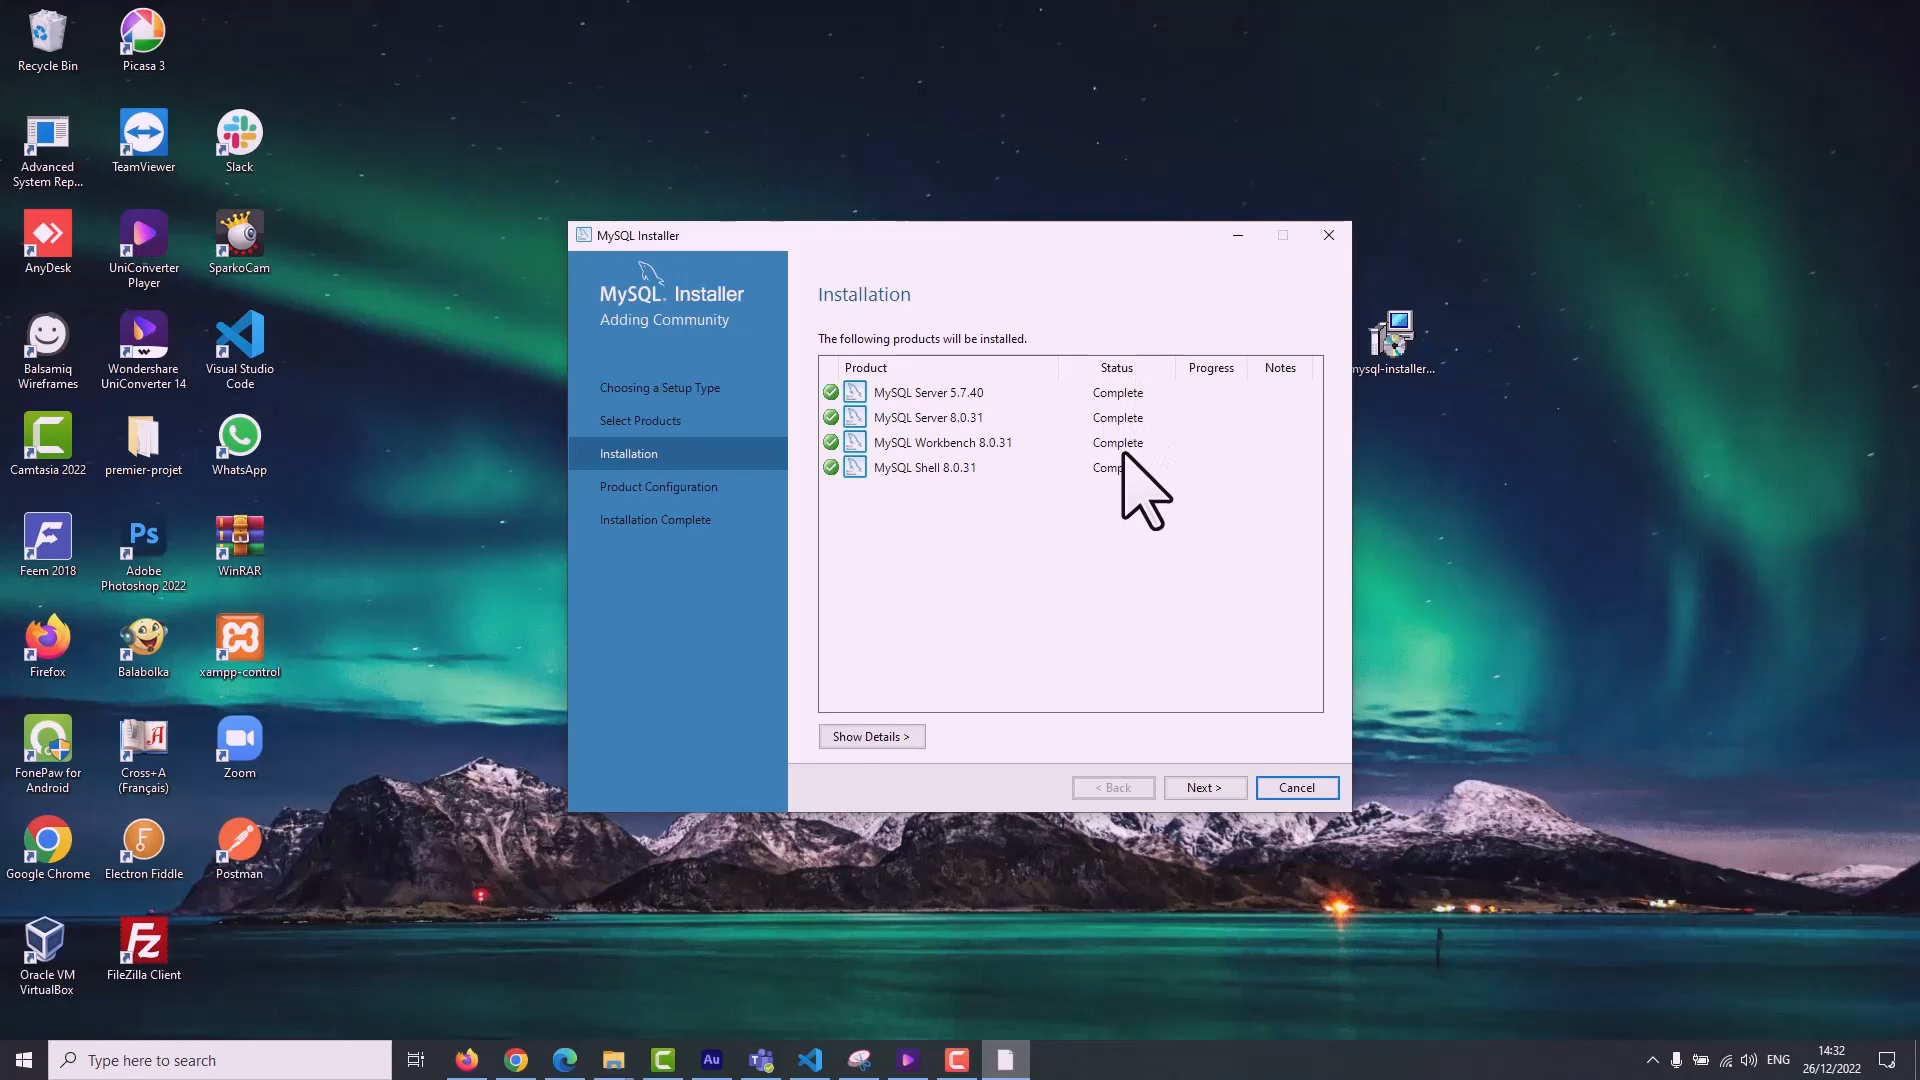 Recycle Bin
Picasa 3
Advanced
System Rep...
TeamViewer
Slack
AnyDesk
UniConverter
Player
SparkoCam
Balsamiq
Wireframes
Wondershare
UniConverter 14
Visual Studio
Code
Camtasia 2022
premier-projet
WhatsApp
Feem 2018
Ps
Adobe
Photoshop 2022
WinRAR
Firefox
Balabolka
xampp-control
FonePaw for
Android
Cross+A
(Français)
Zoom
Google Chrome
Electron Fiddle
Postman
Oracle VM
VirtualBox
FileZilla Client
mysql-installer...
MySQL Installer
MySQL. Installer
Adding Community
Choosing a Setup Type
Select Products
Installation
Product Configuration
Installation Complete
Installation
The following products will be installed.
Product Status Progress Notes
MySQL Server 5.7.40 Complete
MySQL Server 8.0.31 Complete
MySQL Workbench 8.0.31 Complete
MySQL Shell 8.0.31
Show Details >
< Back Next > Cancel
Type here to search
Au
ENG
14:32
26/12/2022